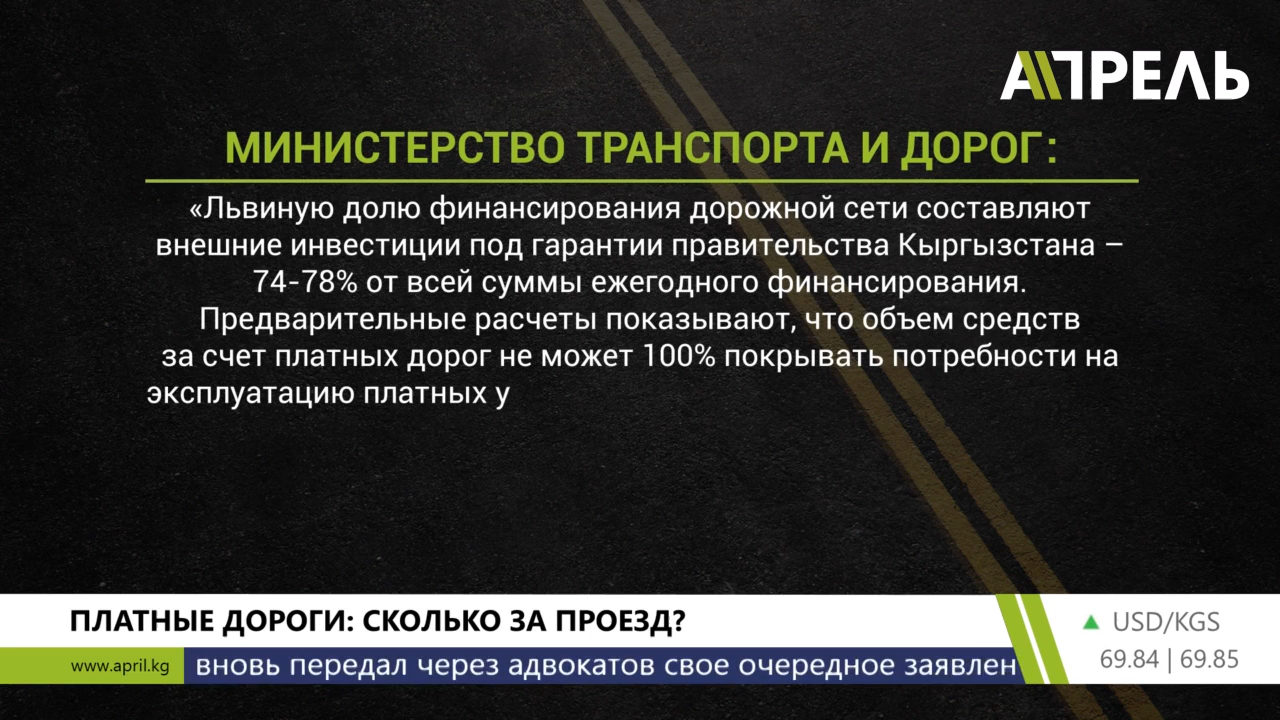 АПРЕЛЬ
МИНИСТЕРСТВО ТРАНСПОРТА И ДОРОГ:
«Львиную долю финансирования дорожной сети составляют
внешние инвестиции под гарантии правительства Кыргызстана –
74-78% от всей суммы ежегодного финансирования.
Предварительные расчеты показывают, что объем средств
за счет платных дорог не может 100% покрывать потребности на
эксплуатацию платных у
ПЛАТНЫЕ ДОРОГИ: СКОЛЬКО ЗА ПРОЕЗД?
USD/KGS
69.84 | 69.85
www.april.kg
вновь передал через адвокатов свое очередное заявлен